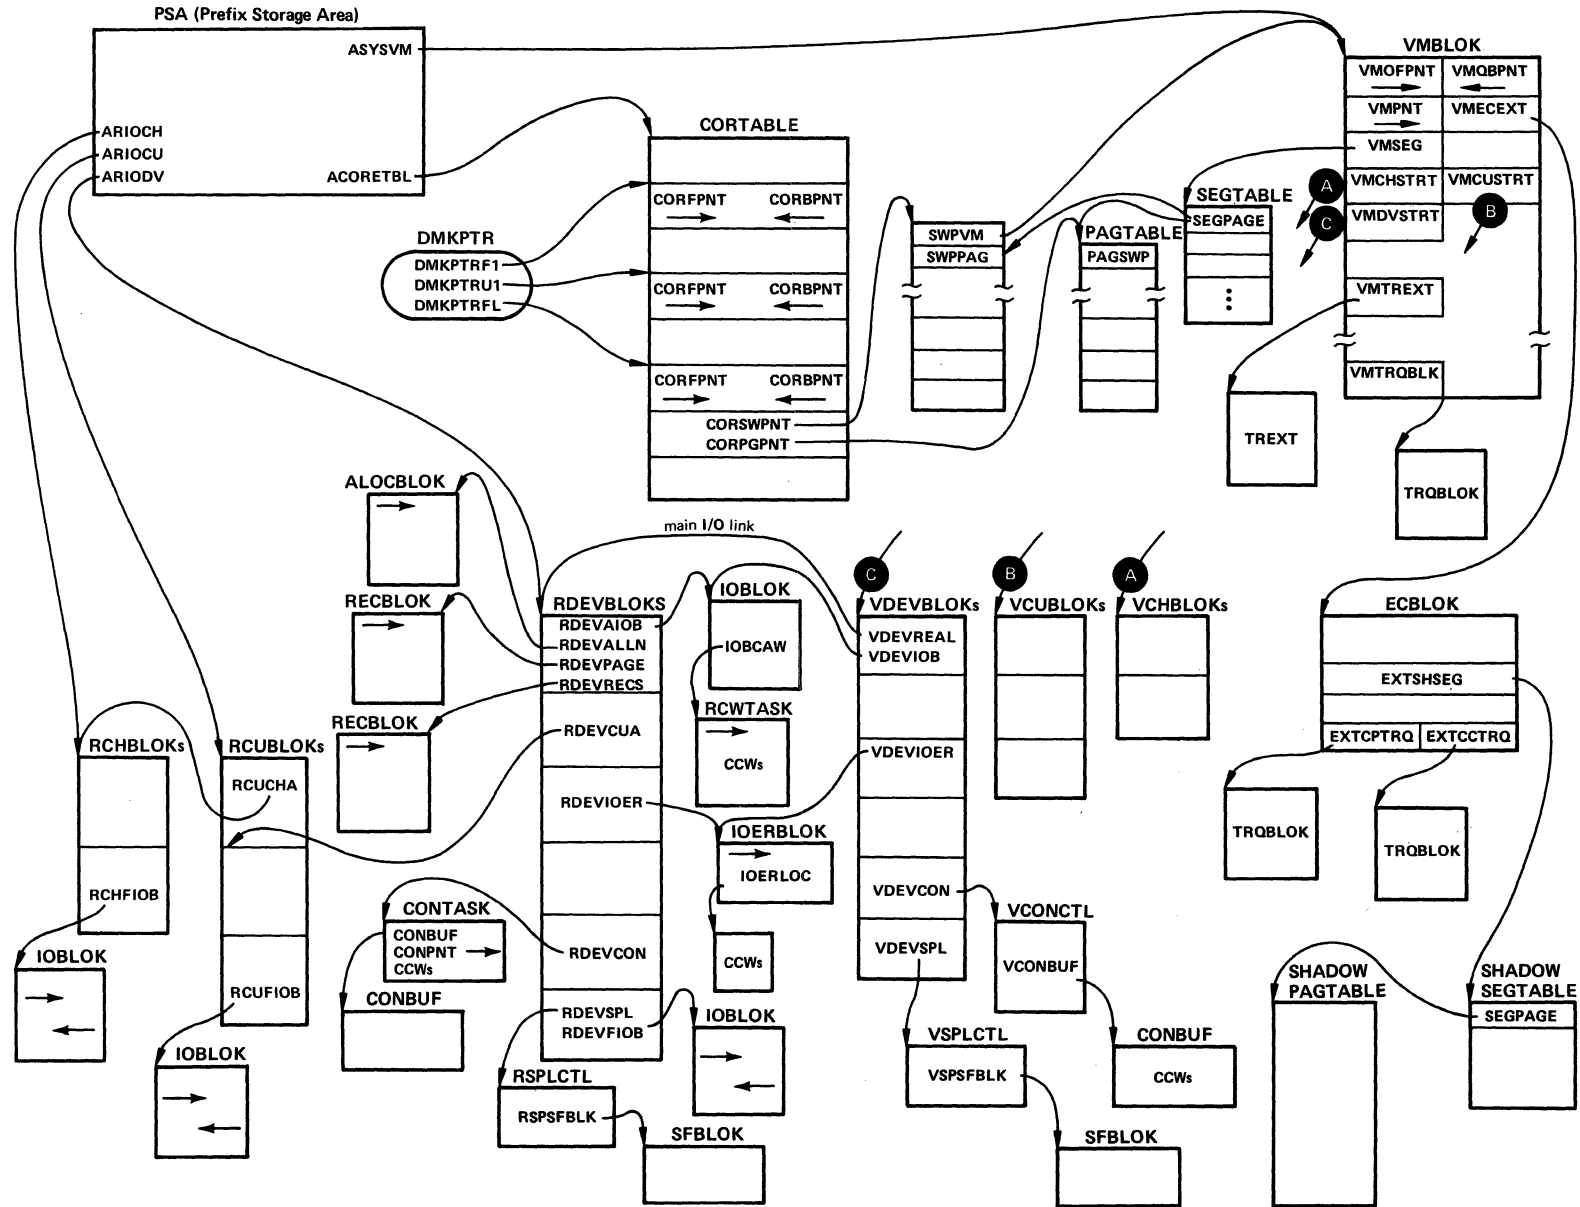 PSA (Prefix Storage Area)
ASYSVM
ARIOCH
ARIOCU
ARIODV
ACORETBL
CORTABLE
CORFPNT
CORBPNT
CORFPNT
CORBPNT
CORFPNT
CORBPNT
CORSWPNT
CORPGPNT
DMKPTR
DMKPTRF1
DMKPTRU1
DMKPTRFL
SWPVM
SWPPAG
PAGTABLE
PAGSWP
SEGTABLE
SEGPAGE
VMBLOK
VMOFPNT
VMQBPNT
VMPNT
VMECEXT
VMSEG
VMCHSTRT
VMCUSTRT
VMDVSTRT
VMTREXT
VMTRQBLK
A
C
B
TREXT
TRQBLOK
ALOCBLOK
RECBLOK
RECBLOK
main I/O link
RDEVBLOKS
RDEVAIOB
RDEVALLN
RDEVPAGE
RDEVRECS
RDEVCUA
RDEVIOER
RDEVCON
RDEVSPL
RDEVFIOB
IOBLOK
IOBCAW
RCWTASK
CCWs
IOERBLOK
IOERLOC
CCWs
C
B
A
VDEVBLOKs
VDEVREAL
VDEVIOB
VDEVIOER
VDEVCON
VDEVSPL
VCUBLOKs
VCHBLOKs
ECBLOK
EXTSHSEG
EXTCPTRQ
EXTCCTRQ
TRQBLOK
TRQBLOK
RCHBLOKs
RCHFIOB
RCUBLOKs
RCUCHA
RCUFIOB
IOBLOK
IOBLOK
CONTASK
CONBUF
CONPNT
CCWs
CONBUF
IOBLOK
RSPLCTL
RSPSFBLK
SFBLOK
VCONCTL
VCONBUF
VSPLCTL
VSPSFBLK
CONBUF
CCWs
SFBLOK
SHADOW
PAGTABLE
SHADOW
SEGTABLE
SEGPAGE